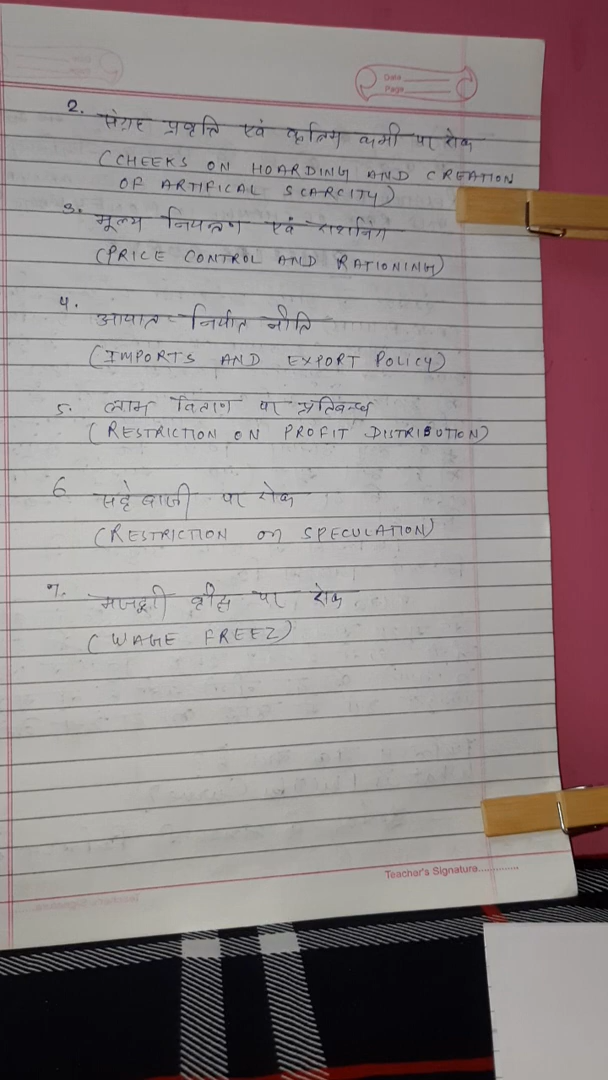 Date
Page
2. संग्रह प्रवृत्ति एवं कृत्रिम कमी पर रोक
(CHEEKS ON HOARDING AND CREATION
OF ARTIFICAL SCARCITY)
3. मूल्य नियन्त्रण एवं राशनिंग
(PRICE CONTROL AND RATIONING)
4. आयात - निर्यात नीति
(IMPORTS AND EXPORT POLICY)
5. लाभ वितरण पर प्रतिबन्ध
(RESTRICTION ON PROFIT DISTRIBUTION)
6 सट्टे बाजी पर रोक
(RESTRICTION on SPECULATION)
7. मजदूरी वृद्धि पर रोक
(WAGE FREEZ)
Teacher's Signature..............